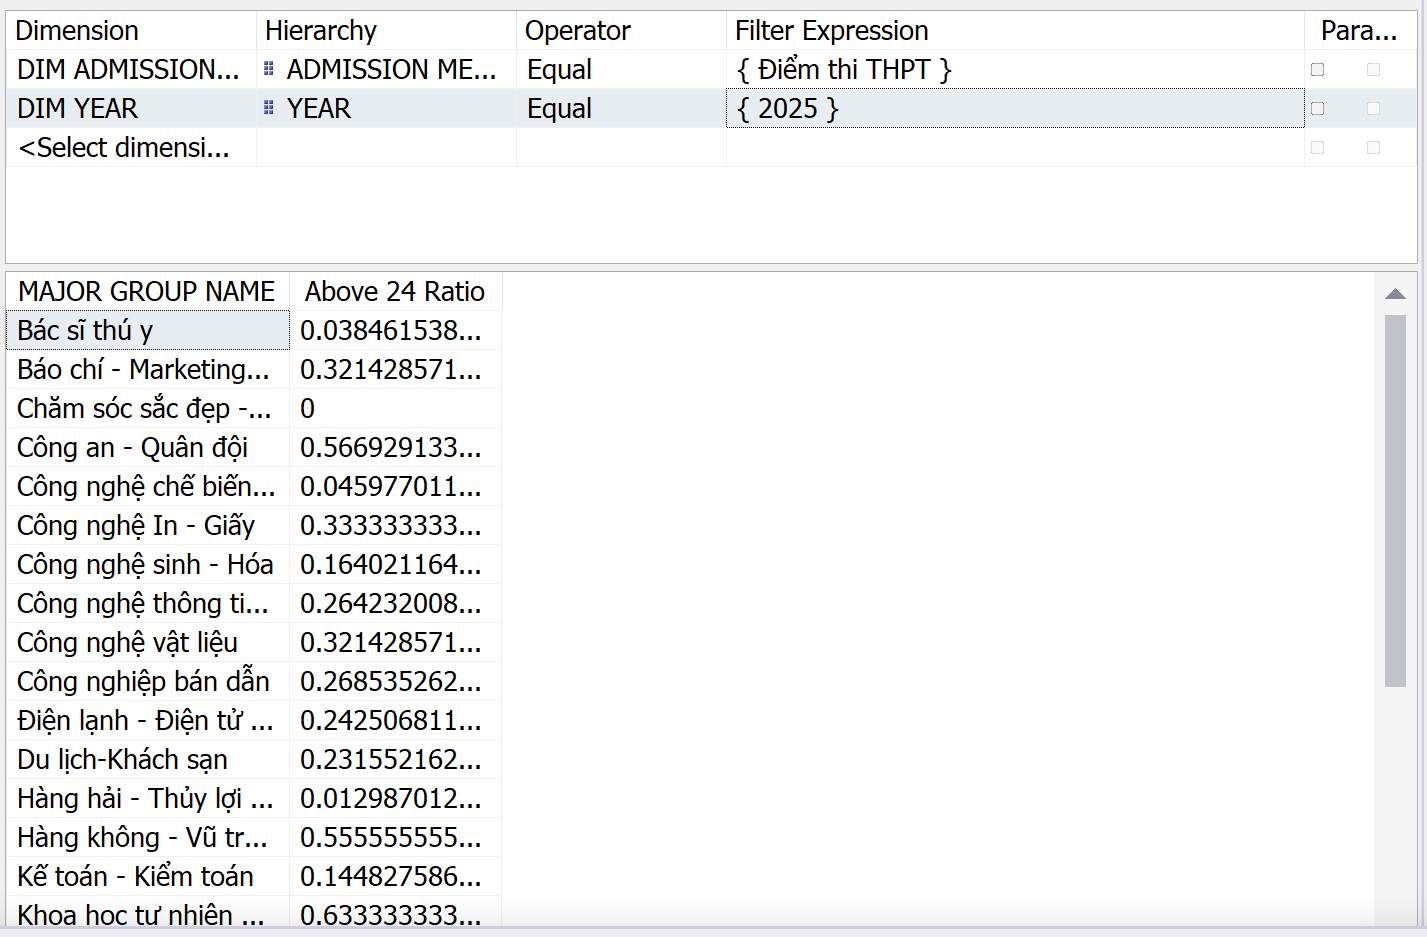 Dimension Hierarchy Operator Filter Expression Para...
DIM ADMISSION... ADMISSION ME... Equal { Điểm thi THPT }
DIM YEAR YEAR Equal { 2025 }
<Select dimensi...
MAJOR GROUP NAME Above 24 Ratio
Bác sĩ thú y 0.038461538...
Báo chí - Marketing... 0.321428571...
Chăm sóc sắc đẹp -... 0
Công an - Quân đội 0.566929133...
Công nghệ chế biến... 0.045977011...
Công nghệ In - Giấy 0.333333333...
Công nghệ sinh - Hóa 0.164021164...
Công nghệ thông ti... 0.264232008...
Công nghệ vật liệu 0.321428571...
Công nghiệp bán dẫn 0.268535262...
Điện lạnh - Điện tử ... 0.242506811...
Du lịch-Khách sạn 0.231552162...
Hàng hải - Thủy lợi ... 0.012987012...
Hàng không - Vũ tr... 0.555555555...
Kế toán - Kiểm toán 0.144827586...
Khoa học tự nhiên ... 0.633333333...